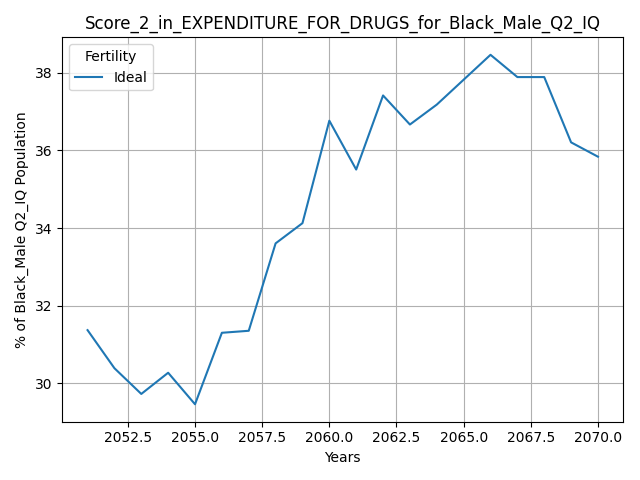 Score_2_in_EXPENDITURE_FOR_DRUGS_for_Black_Male_Q2_IQ
Fertility
Ideal
38
36
34
32
30
% of Black_Male Q2_IQ Population
2052.5 2055.0 2057.5 2060.0 2062.5 2065.0 2067.5 2070.0
Years